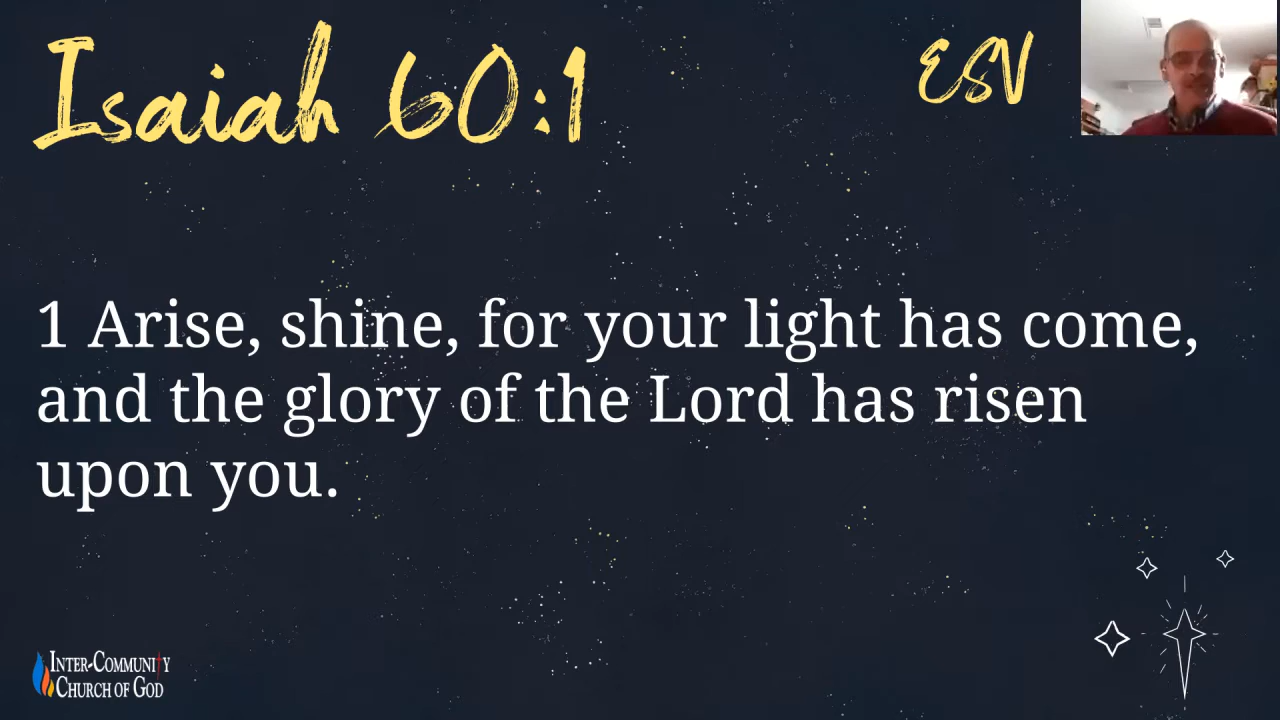 Isaiah 60:1
ESV
1 Arise, shine, for your light has come,
and the glory of the Lord has risen
upon you.
INTER-COMMUNITY
CHURCH OF GOD